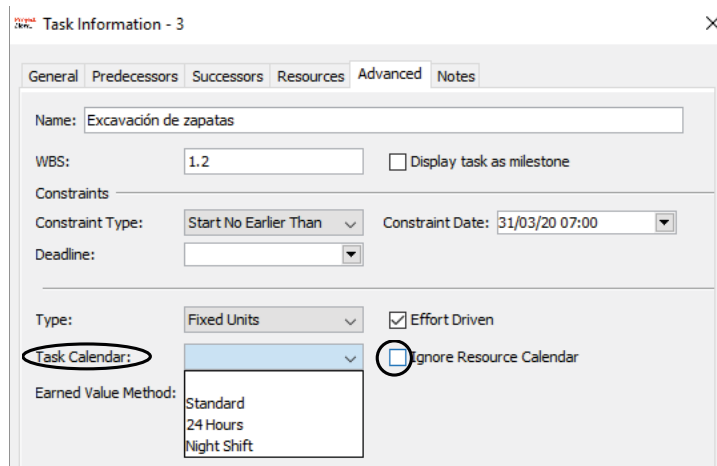 Task Information - 3
General Predecessors Successors Resources Advanced Notes
Name: Excavación de zapatas
WBS: 1.2 Display task as milestone
Constraints
Constraint Type: Start No Earlier Than Constraint Date: 31/03/20 07:00
Deadline:
Type: Fixed Units Effort Driven
Task Calendar: Ignore Resource Calendar
Earned Value Method:
Standard
24 Hours
Night Shift